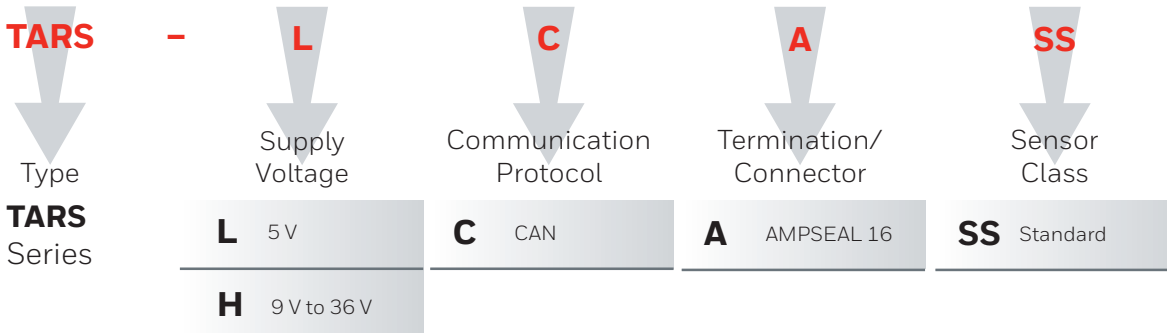 TARS – L C A SS
Type
Supply
Voltage
Communication
Protocol
Termination/
Connector
Sensor
Class
TARS
Series
L 5 V
C CAN
A AMPSEAL 16
SS Standard
H 9 V to 36 V